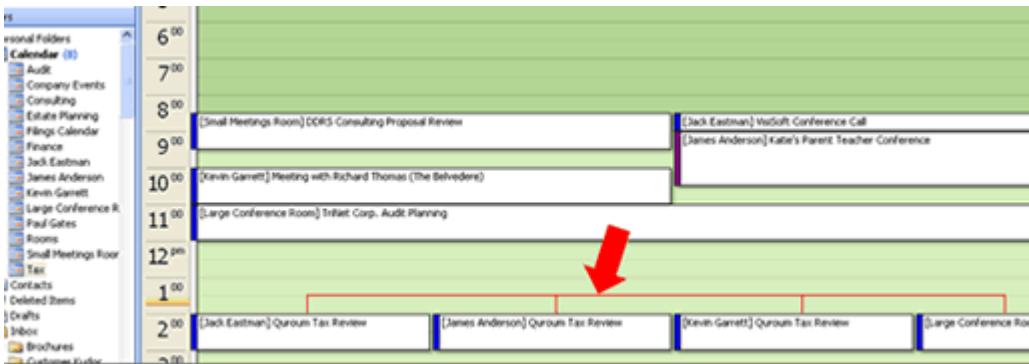 ersonal Folders
Calendar (8)
Audit
Company Events
Consulting
Estate Planning
Filings Calendar
Finance
Jack Eastman
James Anderson
Kevin Garrett
Large Conference R
Paul Gates
Rooms
Small Meetings Roor
Tax
Contacts
Deleted Items
Drafts
Inbox
Brochures
6 00
7 00
8 00
[Small Meetings Room] DDRS Consulting Proposal Review
[Jack Eastman] VisiSoft Conference Call
9 00
[James Anderson] Katie's Parent Teacher Conference
10 00
[Kevin Garrett] Meeting with Richard Thomas (The Belvedere)
11 00
[Large Conference Room] TriNet Corp. Audit Planning
12 pm
1 00
2 00
[Jack Eastman] Quroum Tax Review
[James Anderson] Quroum Tax Review
[Kevin Garrett] Quroum Tax Review
[Large Conference Roo